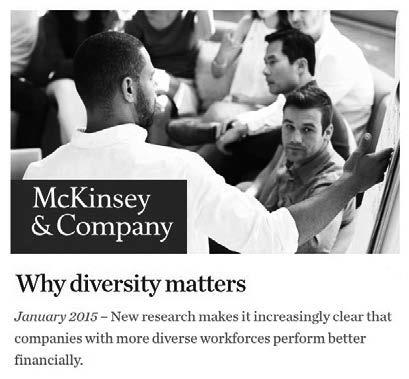 McKinsey
& Company
Why diversity matters
January 2015 – New research makes it increasingly clear that
companies with more diverse workforces perform better
financially.